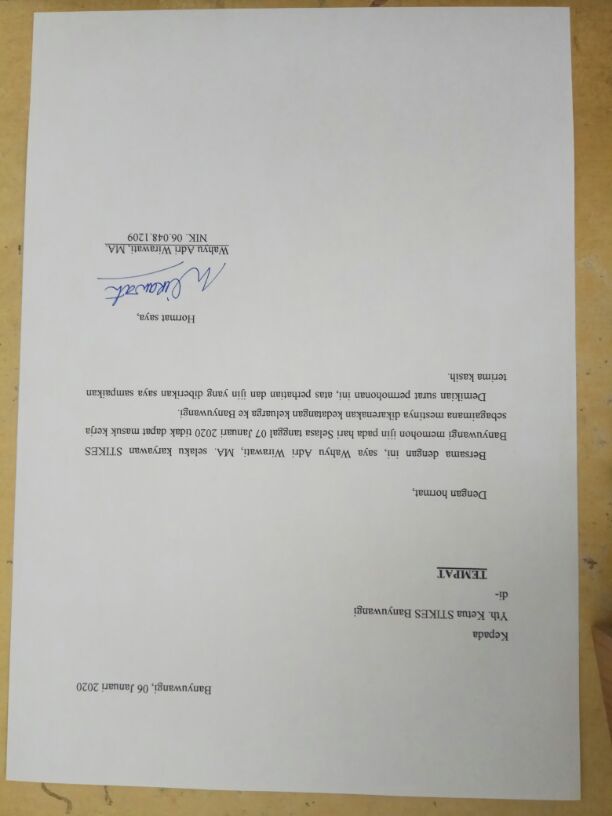 Banyuwangi, 06 Januari 2020
Kepada
Yth. Ketua STIKES Banyuwangi
di-
TEMPAT
Dengan hormat,
Bersama dengan ini, saya Wahyu Adri Wirawati, MA. selaku karyawan STIKES
Banyuwangi memohon ijin pada hari Selasa tanggal 07 Januari 2020 tidak dapat masuk kerja
sebagaimana mestinya dikarenakan kedatangan keluarga ke Banyuwangi.
Demikian surat permohonan ini, atas perhatian dan ijin yang diberikan saya sampaikan
terima kasih.
Hormat saya,
Wahyu Adri Wirawati, MA.
NIK. 06.048.1209